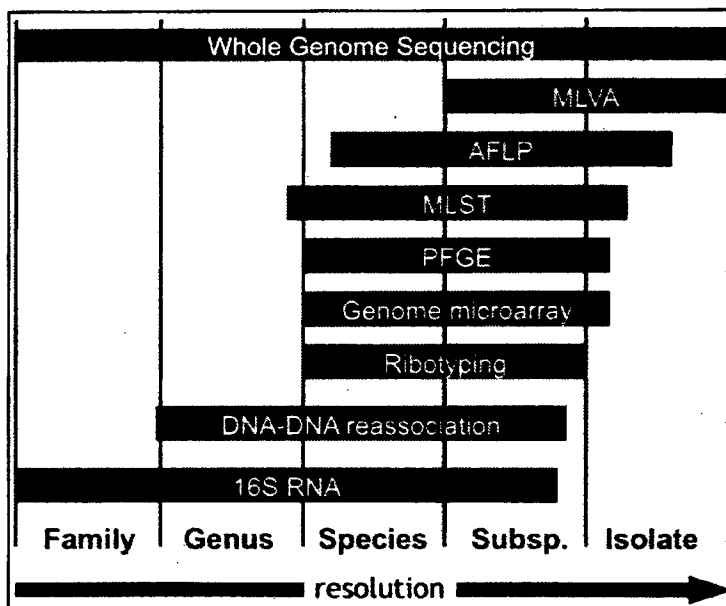 Whole Genome Sequencing
MLVA
AFLP
MLST
PFGE
Genome microarray
Ribotyping
DNA-DNA reassociation
16S RNA
Family Genus Species Subsp. Isolate
resolution